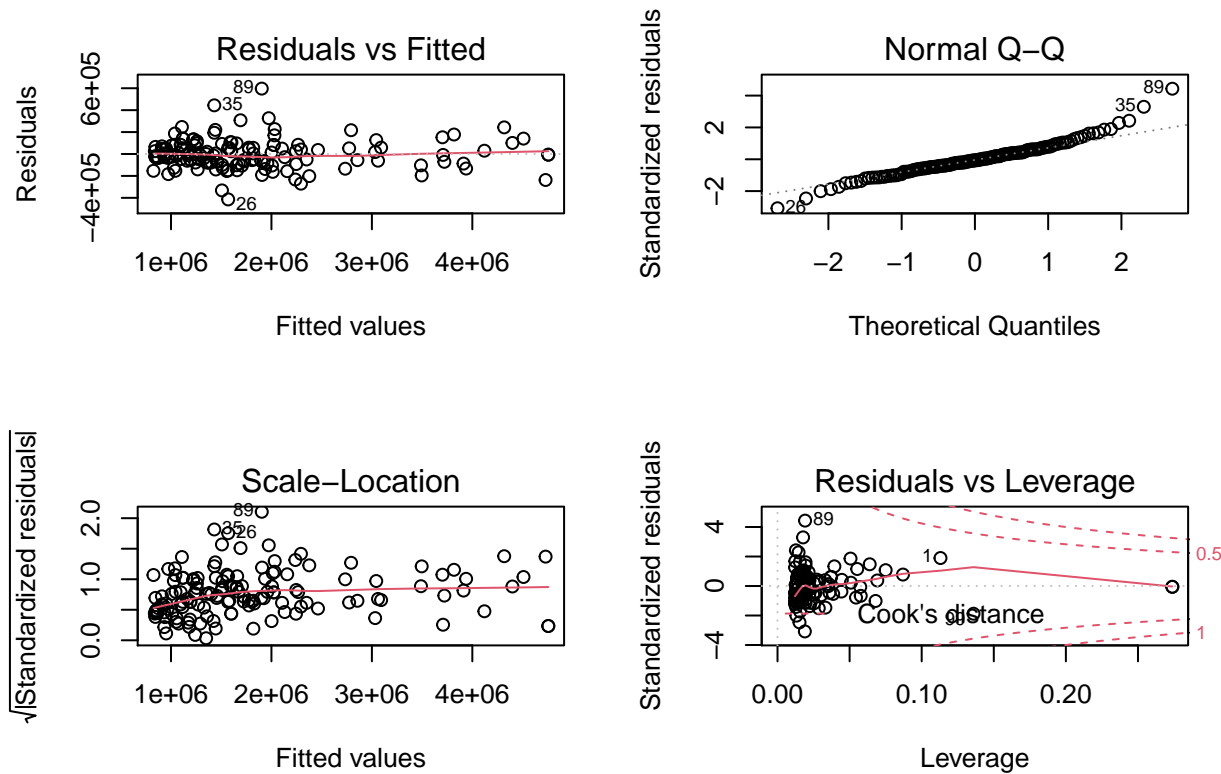 Residuals vs Fitted
Residuals
−4e+05 6e+05
89
35
26
1e+06 2e+06 3e+06 4e+06
Fitted values
Normal Q−Q
Standardized residuals
−2 2
89
35
26
−2 −1 0 1 2
Theoretical Quantiles
Scale−Location
√|Standardized residuals|
0.0 1.0 2.0
89
35
26
1e+06 2e+06 3e+06 4e+06
Fitted values
Residuals vs Leverage
Standardized residuals
−4 0 4
89
1
Cook's distance
0.5
1
0.00 0.10 0.20
Leverage